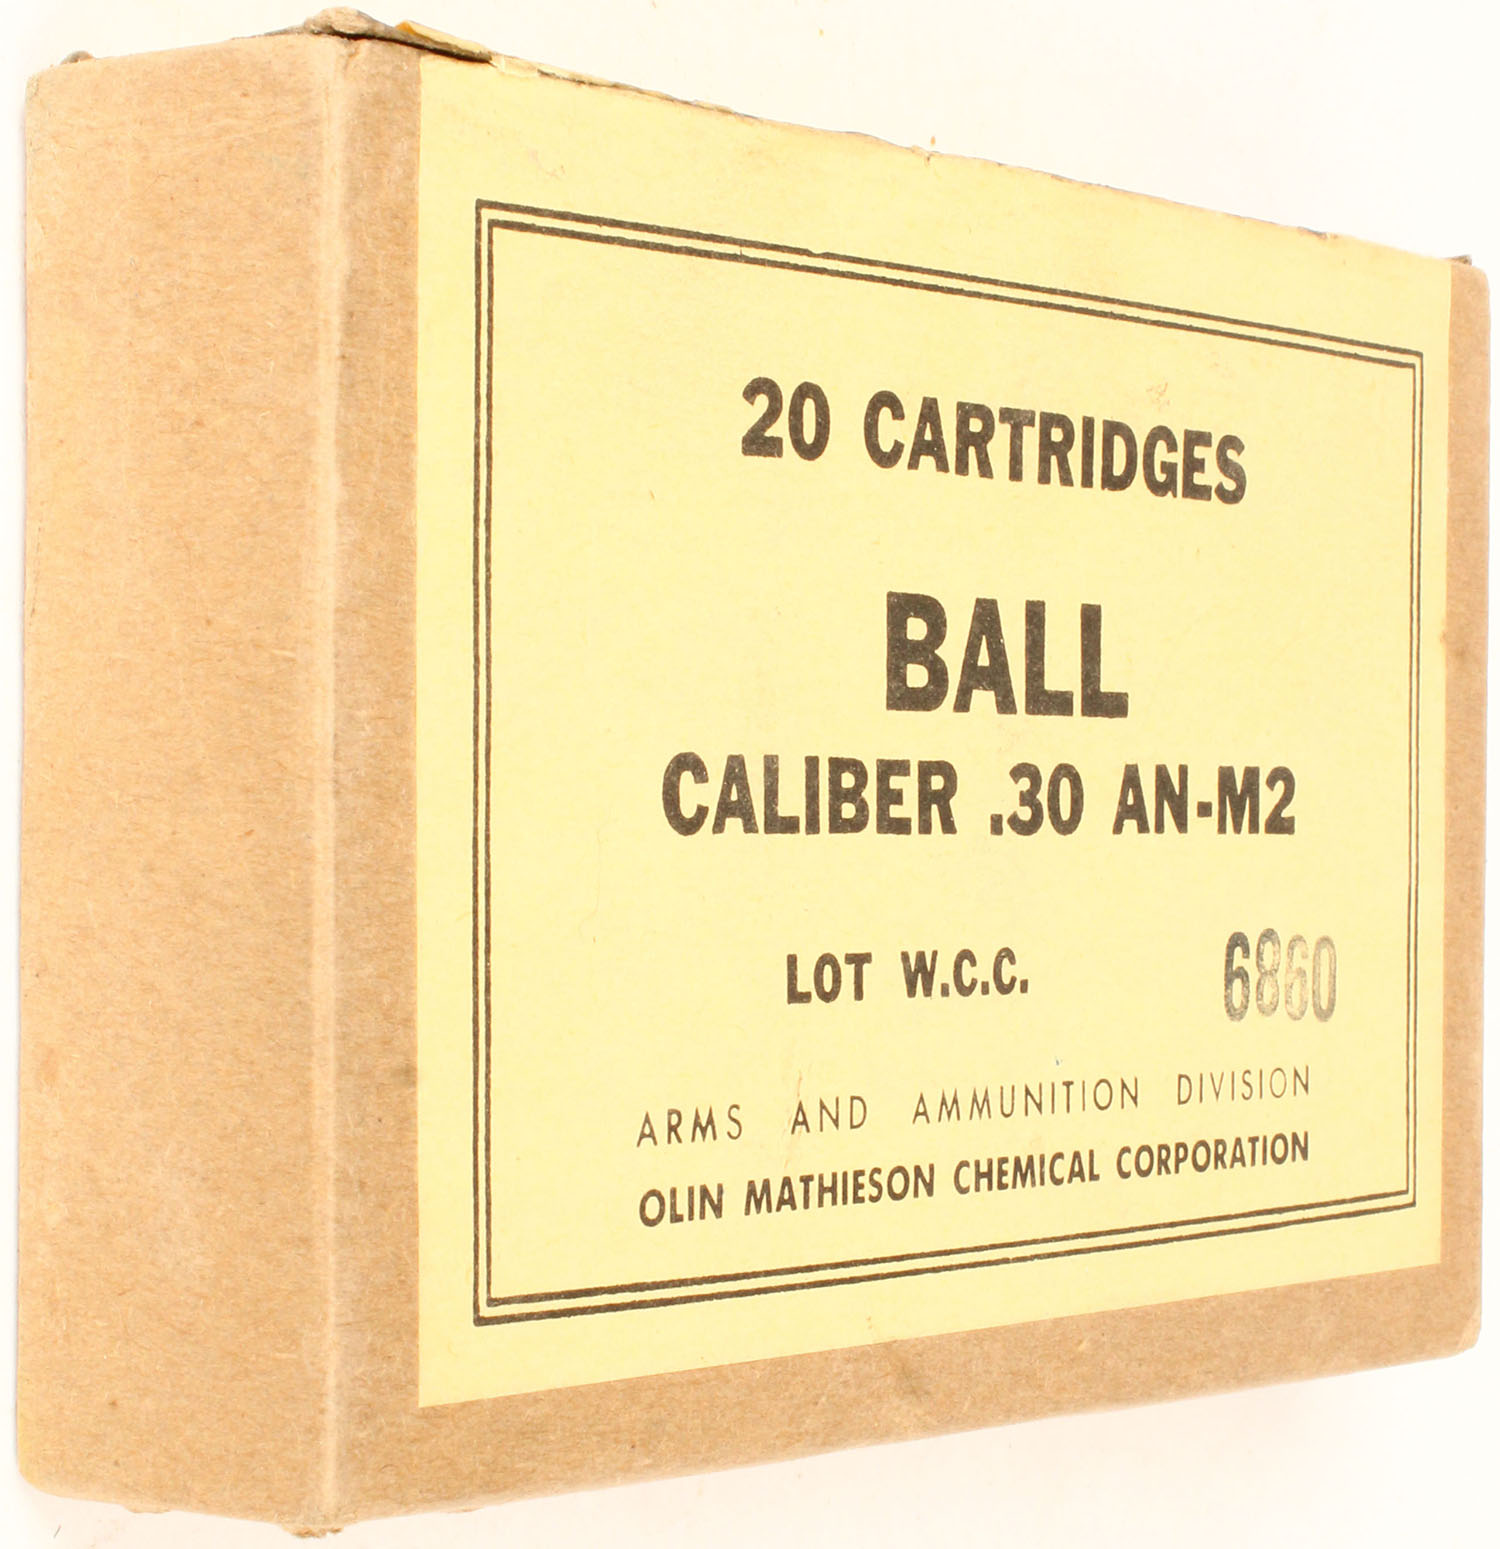 20 CARTRIDGES
BALL
CALIBER .30 AN-M2
LOT W.C.C. 6860
ARMS AND AMMUNITION DIVISION
OLIN MATHIESON CHEMICAL CORPORATION